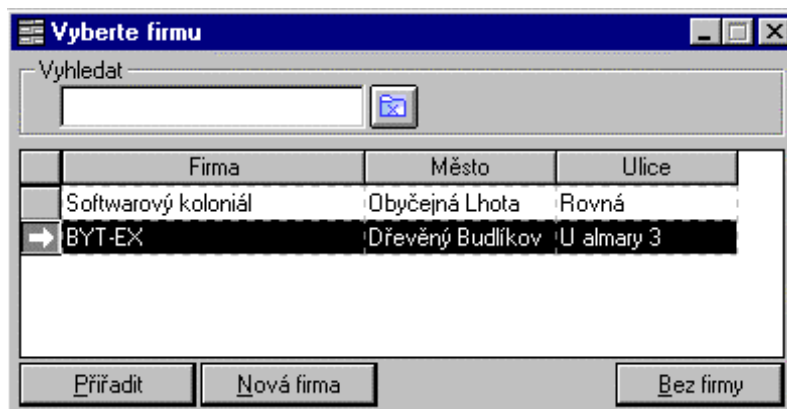 Vyberte firmu
Vyhledat
Firma Město Ulice
Softwarový koloniál Obyčejná Lhota Rovná
BYT-EX Dřevěný Budlíkov U almary 3
Přiřadit Nová firma Bez firmy